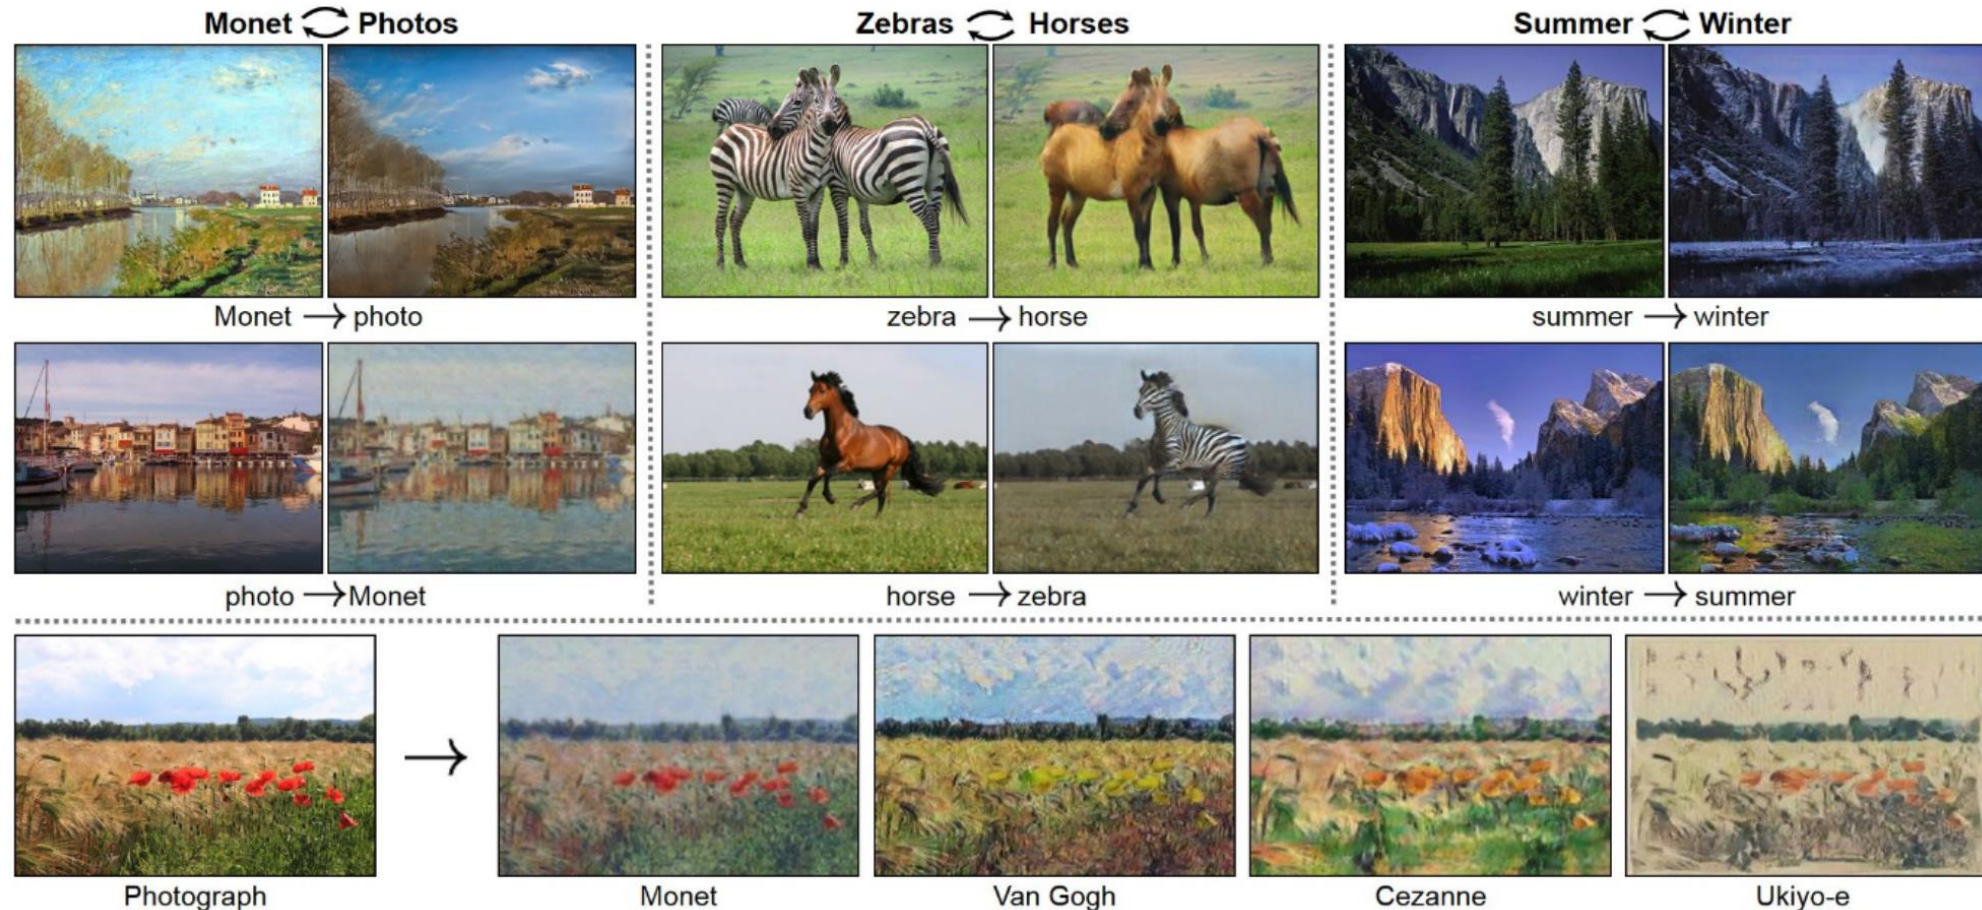 Monet ⇄ Photos
Zebras ⇄ Horses
Summer ⇄ Winter
Monet → photo
zebra → horse
summer → winter
photo → Monet
horse → zebra
winter → summer
Photograph
Monet
Van Gogh
Cezanne
Ukiyo-e